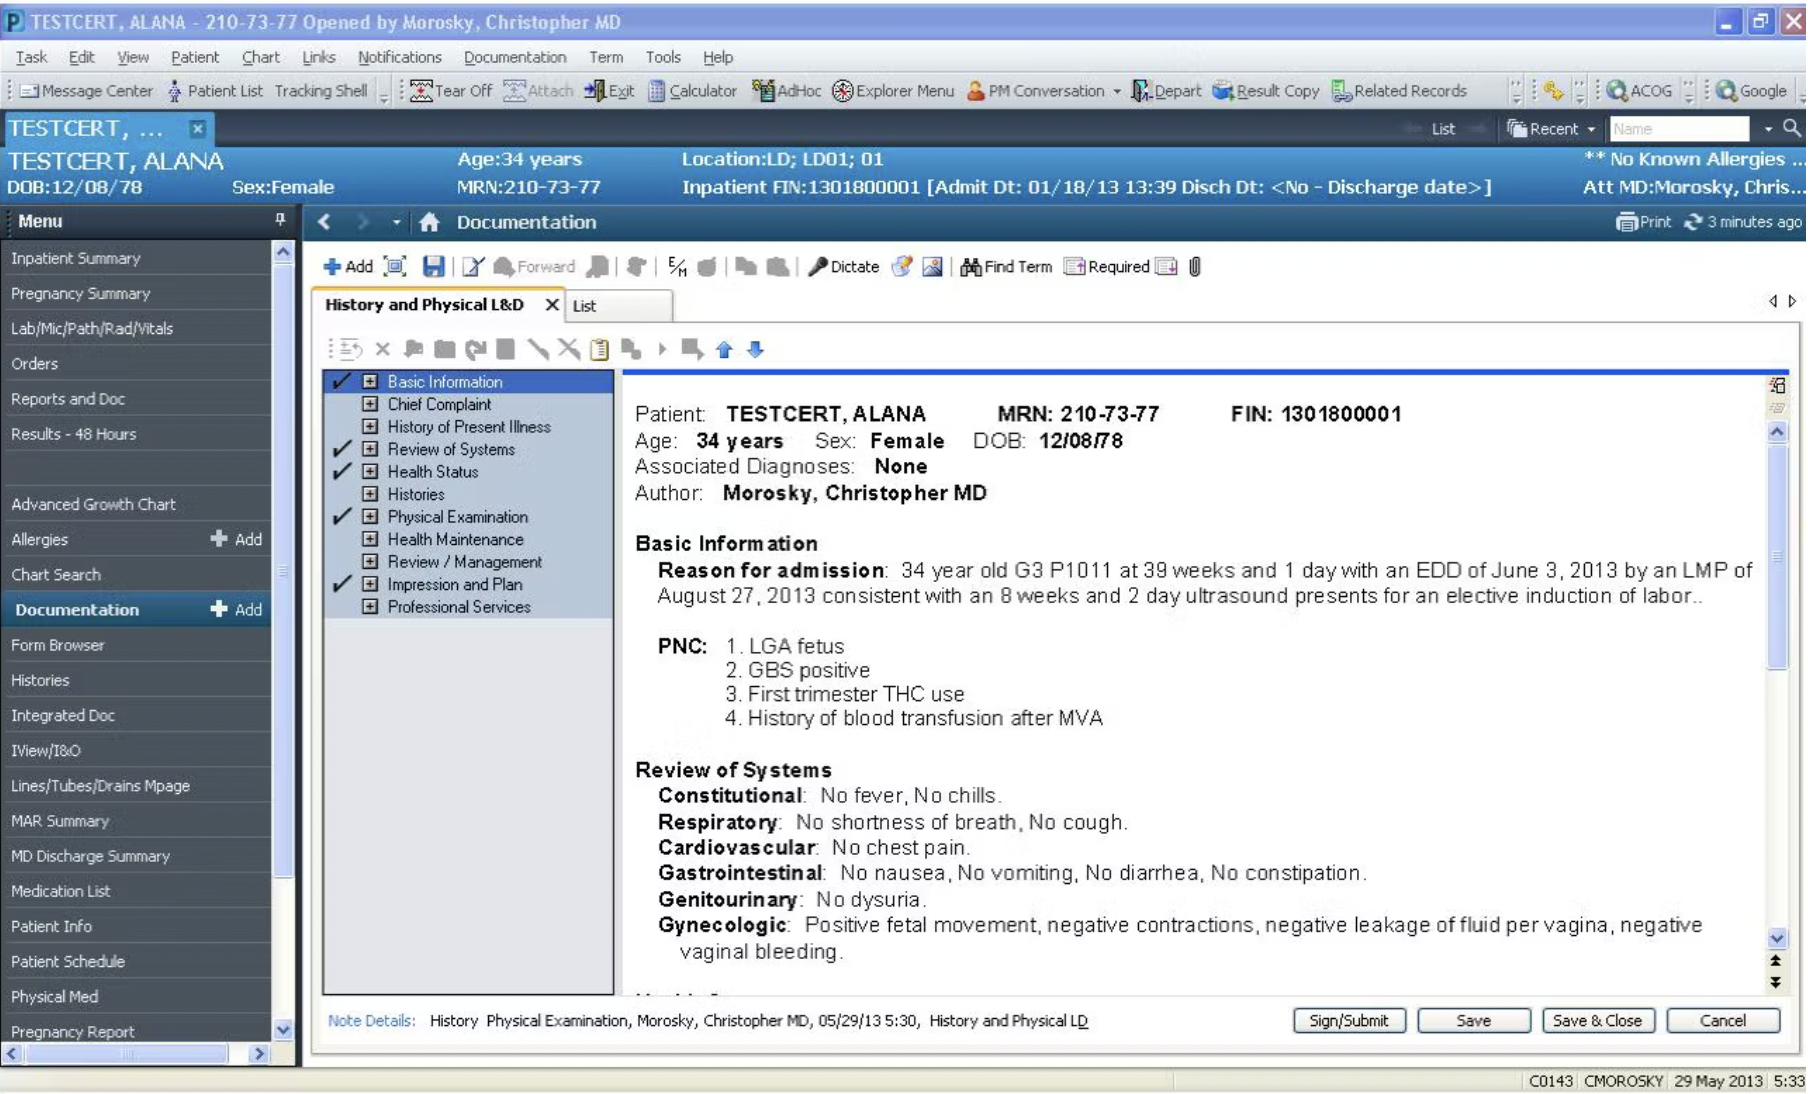 TESTCERT, ALANA - 210-73-77 Opened by Morosky, Christopher MD
Task Edit View Patient Chart Links Notifications Documentation Term Tools Help
Message Center Patient List Tracking Shell Tear Off Attach Exit Calculator AdHoc Explorer Menu PM Conversation Depart Result Copy Related Records ACOG Google
TESTCERT, ... List Recent Name
TESTCERT, ALANA Age:34 years Location:LD; LD01; 01 ** No Known Allergies ...
DOB:12/08/78 Sex:Female MRN:210-73-77 Inpatient FIN:1301800001 [Admit Dt: 01/18/13 13:39 Disch Dt: <No - Discharge date>] Att MD:Morosky, Chris...
Menu Documentation Print 3 minutes ago
Inpatient Summary
Pregnancy Summary
Lab/Mic/Path/Rad/Vitals
Orders
Reports and Doc
Results - 48 Hours
Advanced Growth Chart
Allergies Add
Chart Search
Documentation Add
Form Browser
Histories
Integrated Doc
IView/I&O
Lines/Tubes/Drains Mpage
MAR Summary
MD Discharge Summary
Medication List
Patient Info
Patient Schedule
Physical Med
Pregnancy Report
Add Forward E/M Dictate Find Term Required
History and Physical L&D List
Basic Information
Chief Complaint
History of Present Illness
Review of Systems
Health Status
Histories
Physical Examination
Health Maintenance
Review / Management
Impression and Plan
Professional Services
Patient: TESTCERT, ALANA MRN: 210-73-77 FIN: 1301800001
Age: 34 years Sex: Female DOB: 12/08/78
Associated Diagnoses: None
Author: Morosky, Christopher MD
Basic Information
Reason for admission: 34 year old G3 P1011 at 39 weeks and 1 day with an EDD of June 3, 2013 by an LMP of
August 27, 2013 consistent with an 8 weeks and 2 day ultrasound presents for an elective induction of labor..
PNC: 1. LGA fetus
2. GBS positive
3. First trimester THC use
4. History of blood transfusion after MVA
Review of Systems
Constitutional: No fever, No chills.
Respiratory: No shortness of breath, No cough.
Cardiovascular: No chest pain.
Gastrointestinal: No nausea, No vomiting, No diarrhea, No constipation.
Genitourinary: No dysuria.
Gynecologic: Positive fetal movement, negative contractions, negative leakage of fluid per vagina, negative
vaginal bleeding.
Note Details: History Physical Examination, Morosky, Christopher MD, 05/29/13 5:30, History and Physical LD
Sign/Submit Save Save & Close Cancel
C0143 CMOROSKY 29 May 2013 5:33